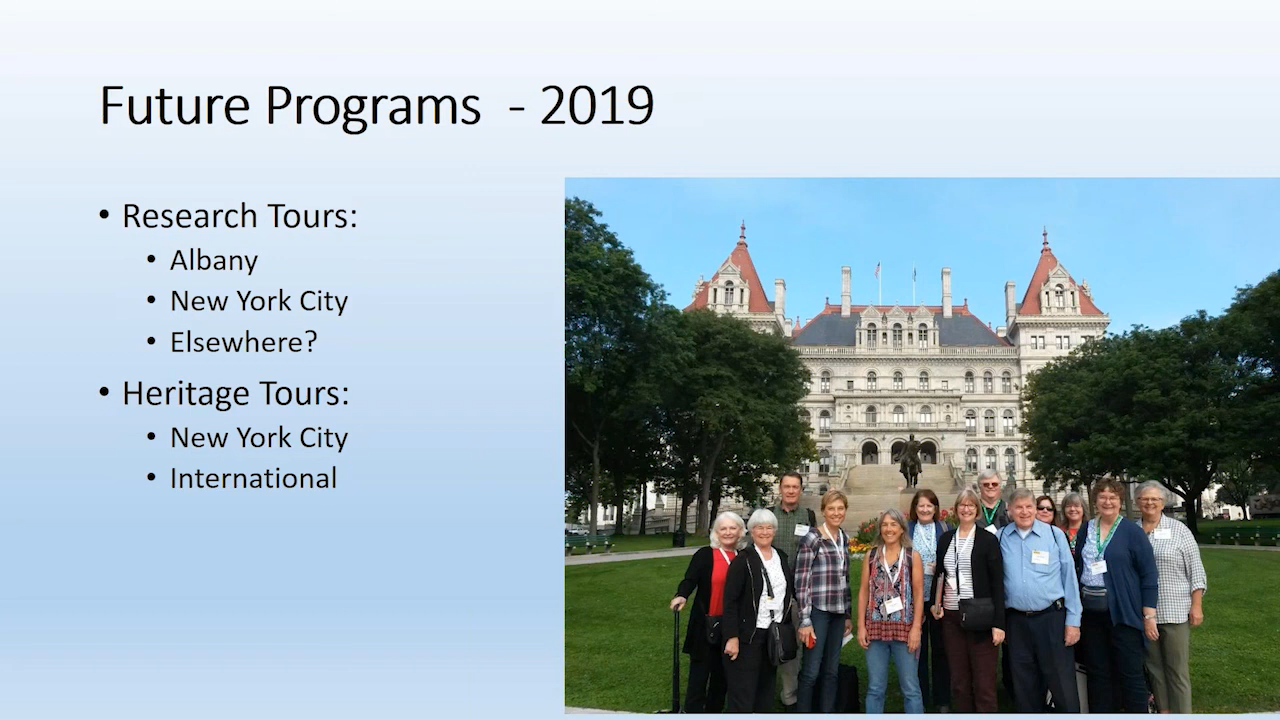 Future Programs - 2019
• Research Tours:
• Albany
• New York City
• Elsewhere?
• Heritage Tours:
• New York City
• International